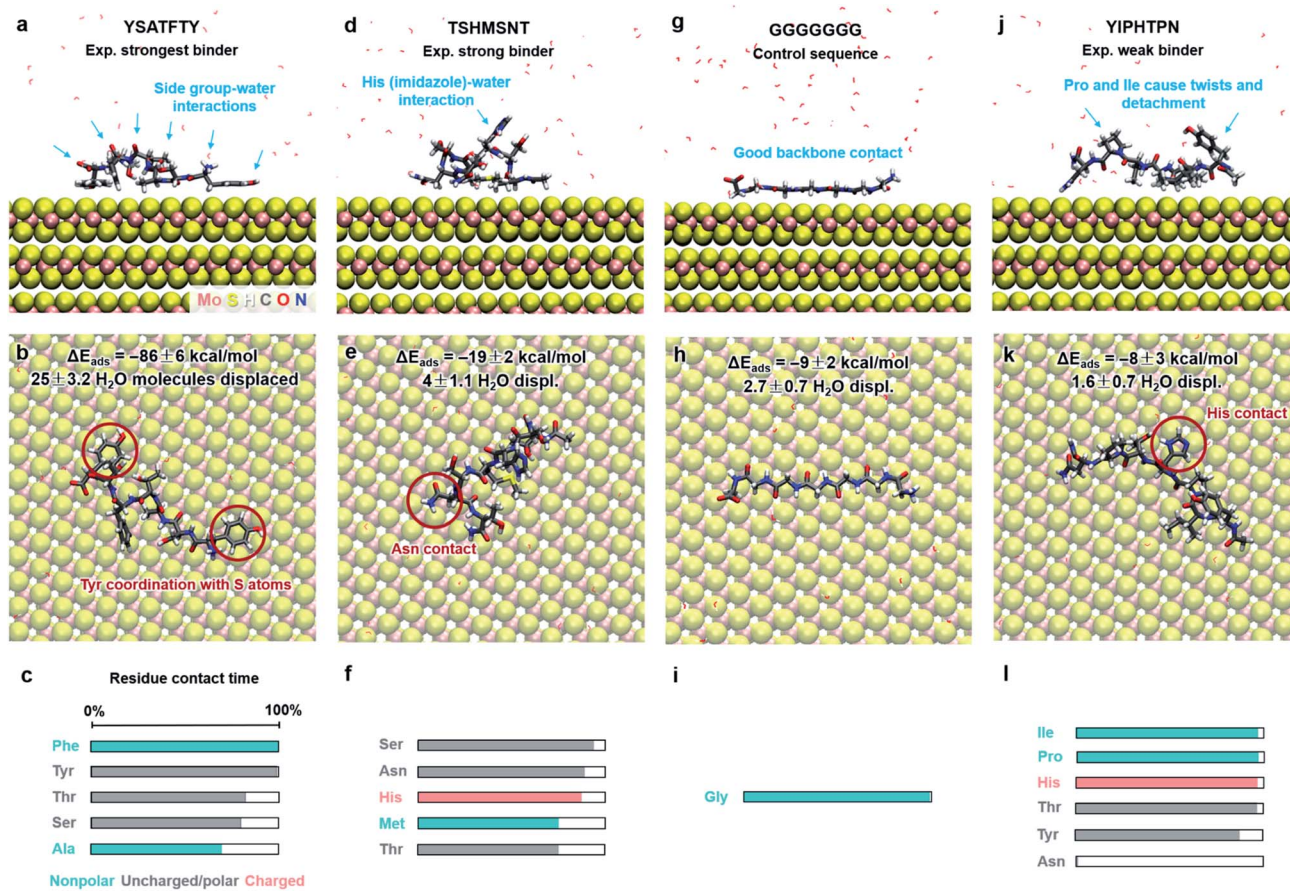 a
YSATFTY
Exp. strongest binder
Side group-water
interactions
Mo S H C O N
d
TSHMSNT
Exp. strong binder
His (imidazole)-water
interaction
g
GGGGGGG
Control sequence
Good backbone contact
j
YIPHTPN
Exp. weak binder
Pro and Ile cause twists and
detachment
b
ΔE_ads = –86±6 kcal/mol
25±3.2 H₂O molecules displaced
Tyr coordination with S atoms
e
ΔE_ads = –19±2 kcal/mol
4±1.1 H₂O displ.
Asn contact
h
ΔE_ads = –9±2 kcal/mol
2.7±0.7 H₂O displ.
k
ΔE_ads = –8±3 kcal/mol
1.6±0.7 H₂O displ.
His contact
c
Residue contact time
0% 100%
Phe
Tyr
Thr
Ser
Ala
Nonpolar Uncharged/polar Charged
f
Ser
Asn
His
Met
Thr
i
Gly
l
Ile
Pro
His
Thr
Tyr
Asn